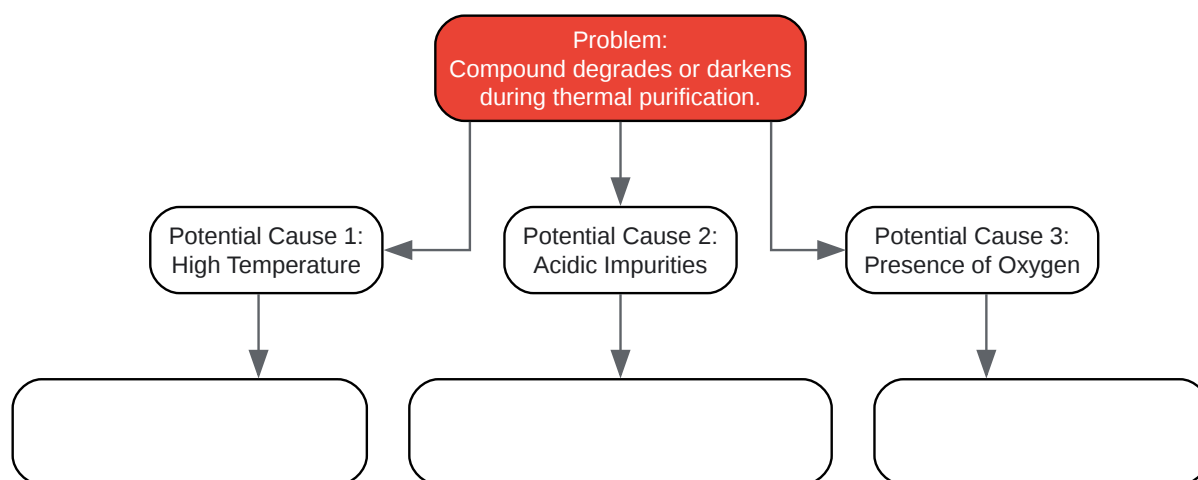 Problem:
Compound degrades or darkens
during thermal purification.
Potential Cause 1:
High Temperature
Potential Cause 2:
Acidic Impurities
Potential Cause 3:
Presence of Oxygen